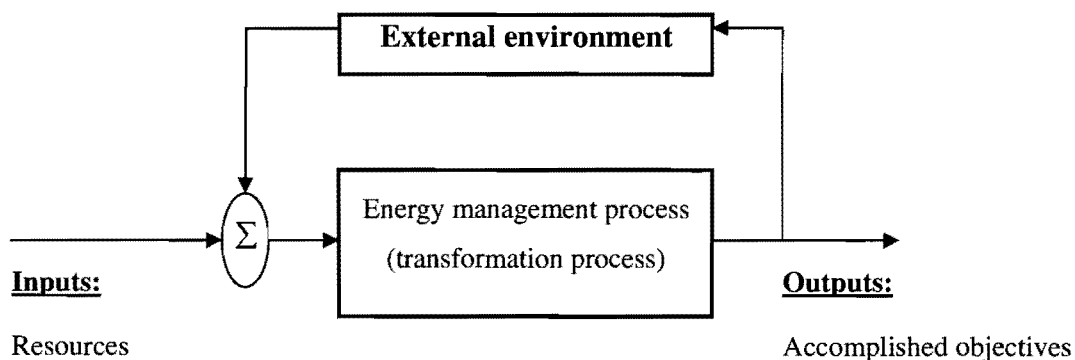 External environment
Energy management process
(transformation process)
Σ
Inputs:
Resources
Outputs:
Accomplished objectives